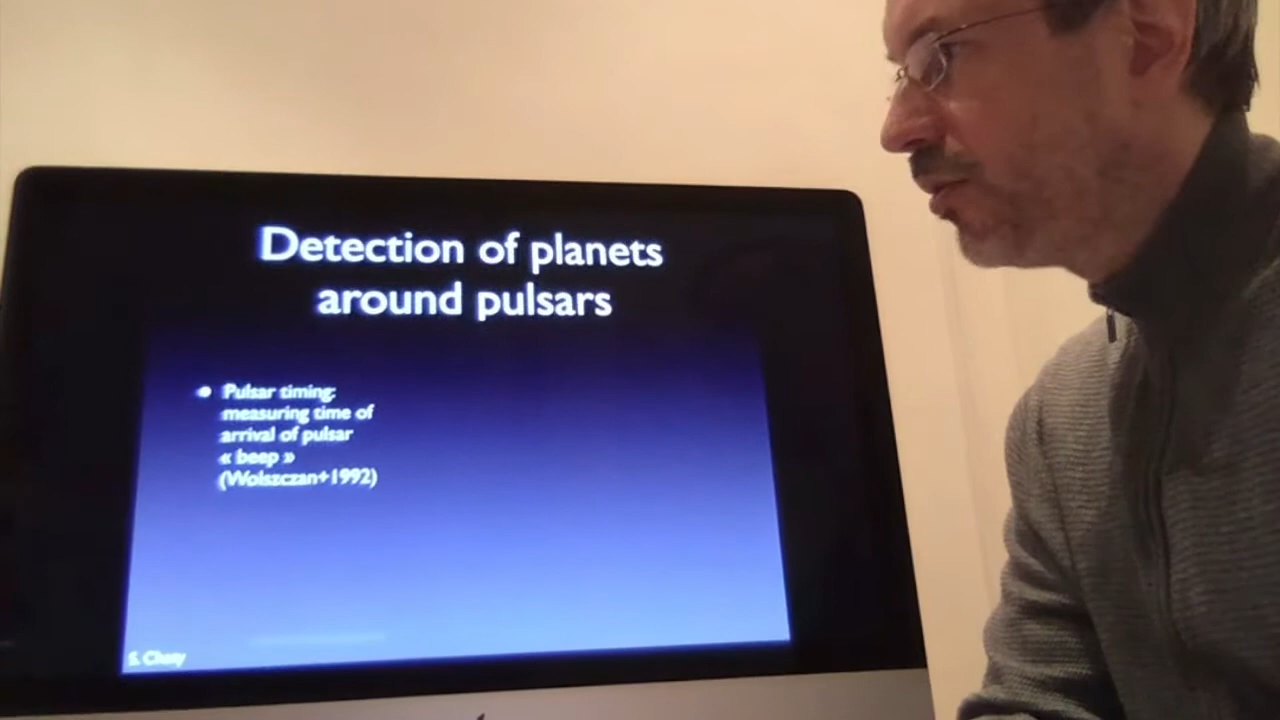 Detection of planets
around pulsars
• Pulsar timing:
measuring time of
arrival of pulsar
« beep »
(Wolszczan+1992)
S. Chaty